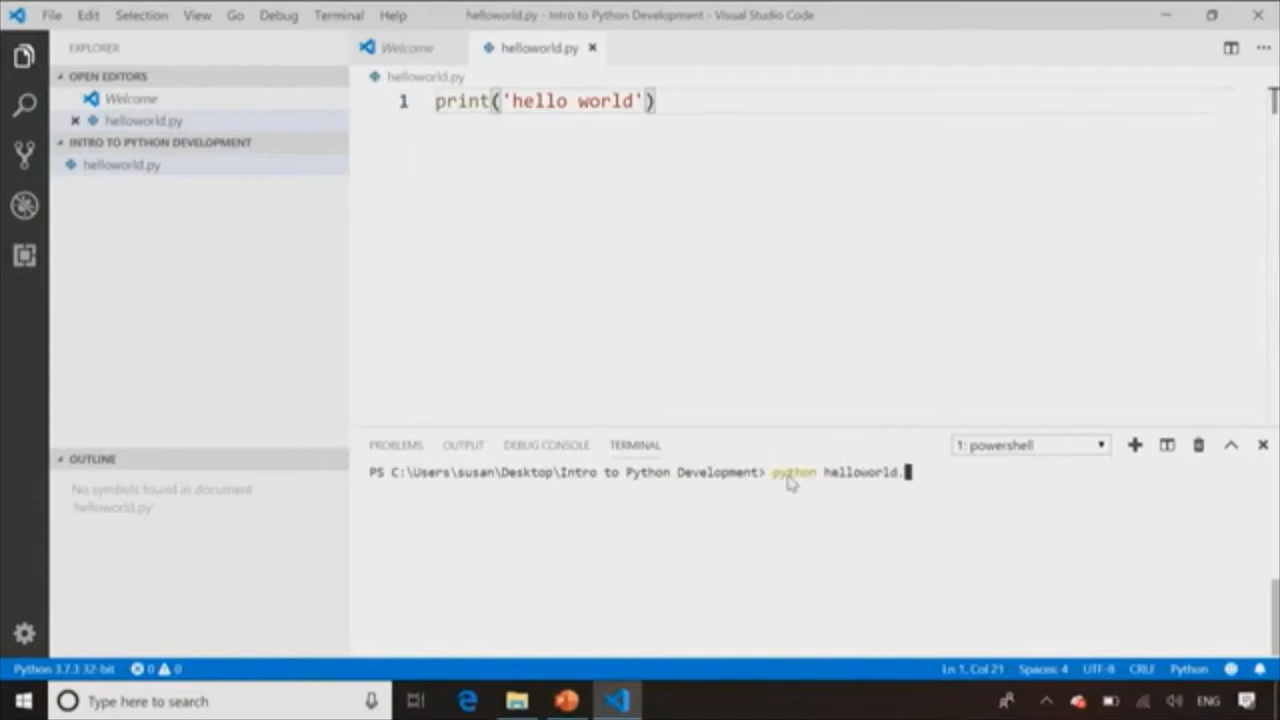 File Edit Selection View Go Debug Terminal Help helloworld.py - Intro to Python Development - Visual Studio Code
EXPLORER
OPEN EDITORS
Welcome
helloworld.py
INTRO TO PYTHON DEVELOPMENT
helloworld.py
OUTLINE
No symbols found in document
'helloworld.py'
Welcome helloworld.py
helloworld.py
1 print('hello world')
PROBLEMS OUTPUT DEBUG CONSOLE TERMINAL 1: powershell
PS C:\Users\susan\Desktop\Intro to Python Development> python helloworld.
Python 3.7.3 32-bit 0 0 Ln 1, Col 21 Spaces: 4 UTF-8 CRLF Python
Type here to search ENG